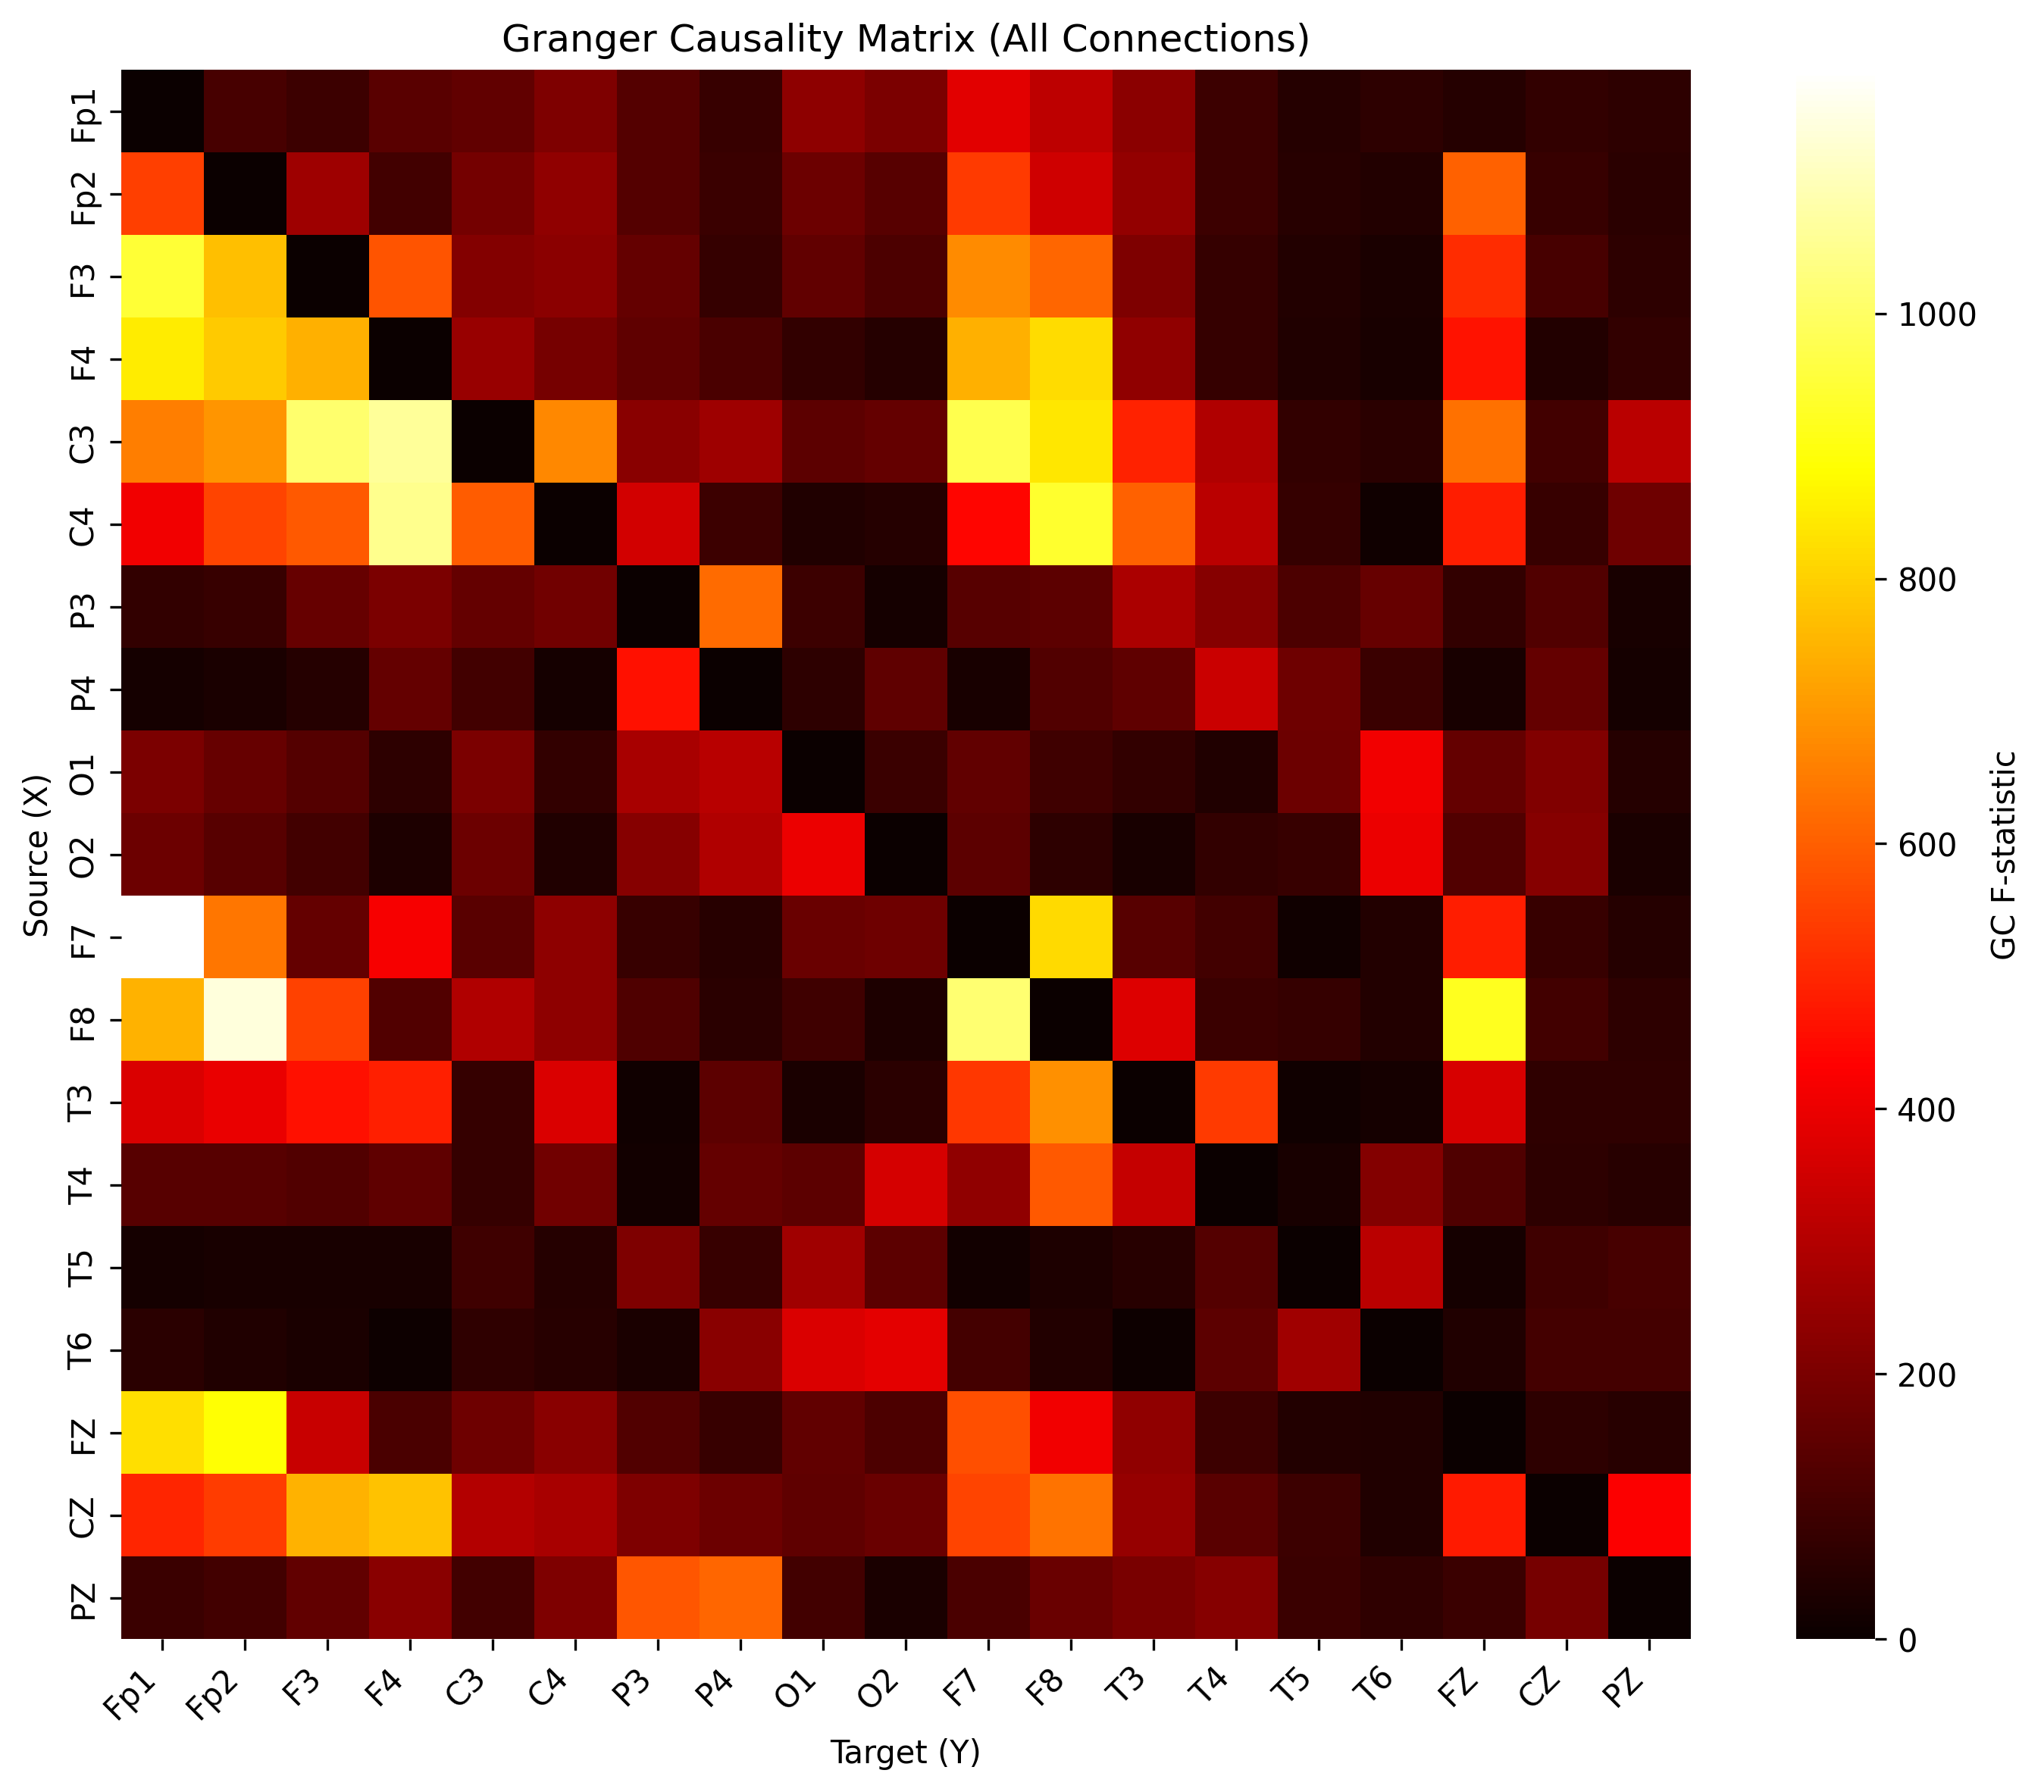 Granger Causality Matrix (All Connections)
Source (X)
Fp1
Fp2
F3
F4
C3
C4
P3
P4
O1
O2
F7
F8
T3
T4
T5
T6
FZ
CZ
PZ
Fp1 Fp2 F3 F4 C3 C4 P3 P4 O1 O2 F7 F8 T3 T4 T5 T6 FZ CZ PZ
Target (Y)
1000
800
600
400
200
0
GC F-statistic